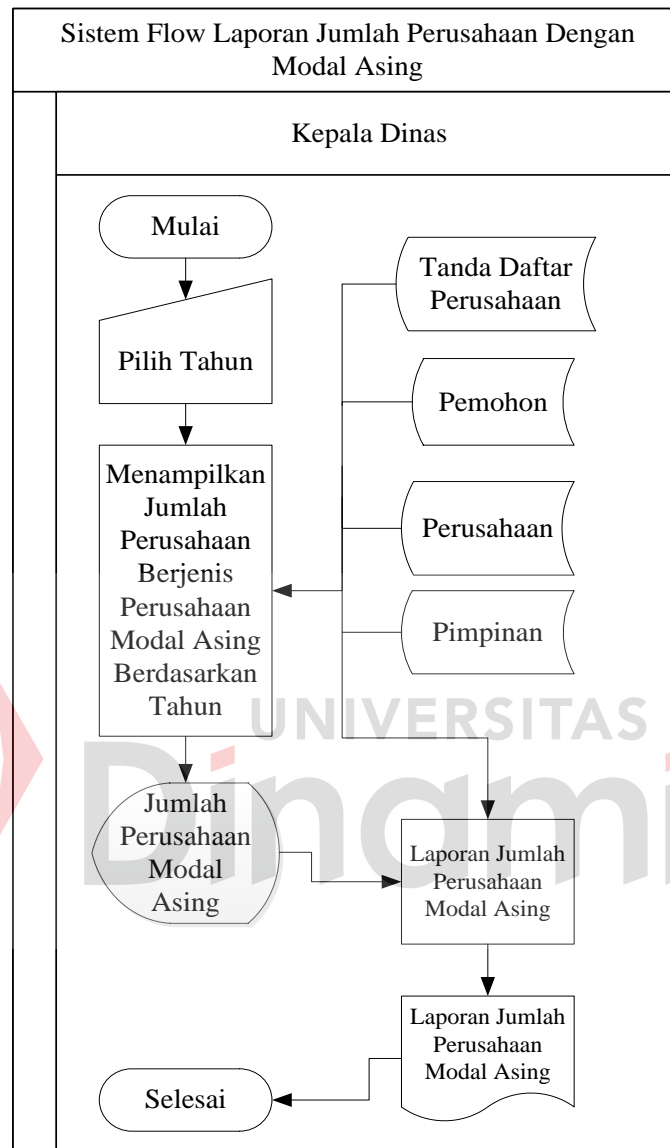 Sistem Flow Laporan Jumlah Perusahaan Dengan
Modal Asing
Kepala Dinas
Mulai
Pilih Tahun
Menampilkan
Jumlah
Perusahaan
Berjenis
Perusahaan
Modal Asing
Berdasarkan
Tahun
Tanda Daftar
Perusahaan
Pemohon
Perusahaan
Pimpinan
UNIVERSITAS
Dinami
Jumlah
Perusahaan
Modal
Asing
Laporan Jumlah
Perusahaan
Modal Asing
Laporan Jumlah
Perusahaan
Modal Asing
Selesai